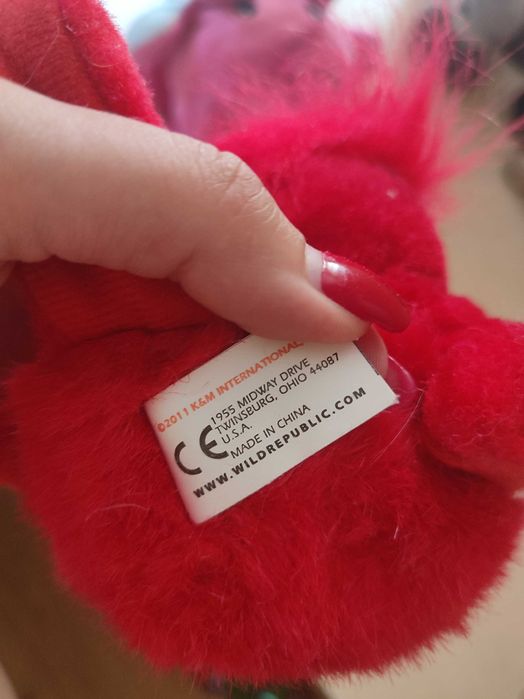 ©2011 K&M INTERNATIONAL
1955 MIDWAY DRIVE
TWINSBURG, OHIO 44087
U.S.A.
CE
MADE IN CHINA
WWW.WILDREPUBLIC.COM